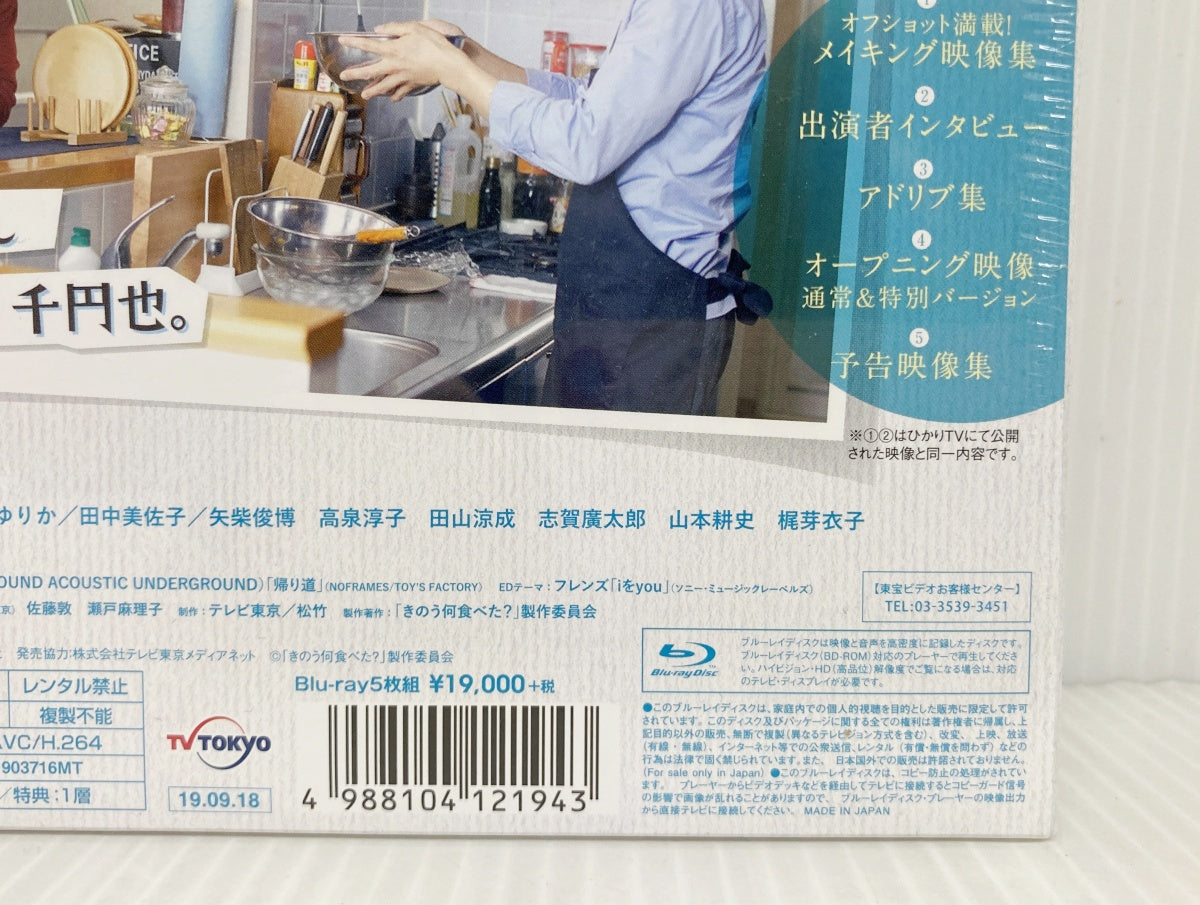 ①
オフショット満載!
メイキング映像集
②
出演者インタビュー
③
アドリブ集
④
オープニング映像
通常&特別バージョン
⑤
予告映像集
※①②はひかりTVにて公開
された映像と同一内容です。
千円也。
ゆりか/田中美佐子/矢柴俊博 高泉淳子 田山涼成 志賀廣太郎 山本耕史 梶芽衣子
OUND ACOUSTIC UNDERGROUND)「帰り道」(NOFRAMES/TOY'S FACTORY) EDテーマ:フレンズ「iをyou」(ソニー・ミュージックレーベルズ)
京) 佐藤敦 瀬戸麻理子 制作:テレビ東京/松竹 製作著作:「きのう何食べた?」製作委員会
発売協力:株式会社テレビ東京メディアネット ©「きのう何食べた?」製作委員会
【東宝ビデオお客様センター】
TEL:03-3539-3451
Blu-ray Disc
ブルーレイディスクは映像と音声を高密度に記録したディスクです。
ブルーレイディスク(BD-ROM)対応のプレーヤーで再生してくださ
い。ハイビジョン・HD(高品位)解像度でご覧になる場合は、対応
のテレビ・ディスプレイが必要です。
レンタル禁止
複製不能
AVC/H.264
903716MT
/特典:1層
TV TOKYO
19.09.18
Blu-ray5枚組 ¥19,000+税
4 988104 121943
●このブルーレイディスクは、家庭内での個人的視聴を目的とした販売に限定して許可
されています。このディスク及びパッケージに関する全ての権利は著作権者に帰属し、上
記目的以外の販売、無断で複製(異なるテレビジョン方式を含む)、改変、上映、放送
(有線・無線)、インターネット等での公衆送信、レンタル(有償・無償を問わず)などの
行為は法律で固く禁じられています。また、日本国外での販売は許諾されておりません。
(For sale only in Japan) ●このブルーレイディスクは、コピー防止の処理がされてい
ます。 プレーヤーからビデオデッキなどを経由してテレビに接続するとコピーガード信号
の影響で画像が乱れることがありますので、ブルーレイディスク・プレーヤーの映像出力
から直接テレビに接続してください。 MADE IN JAPAN